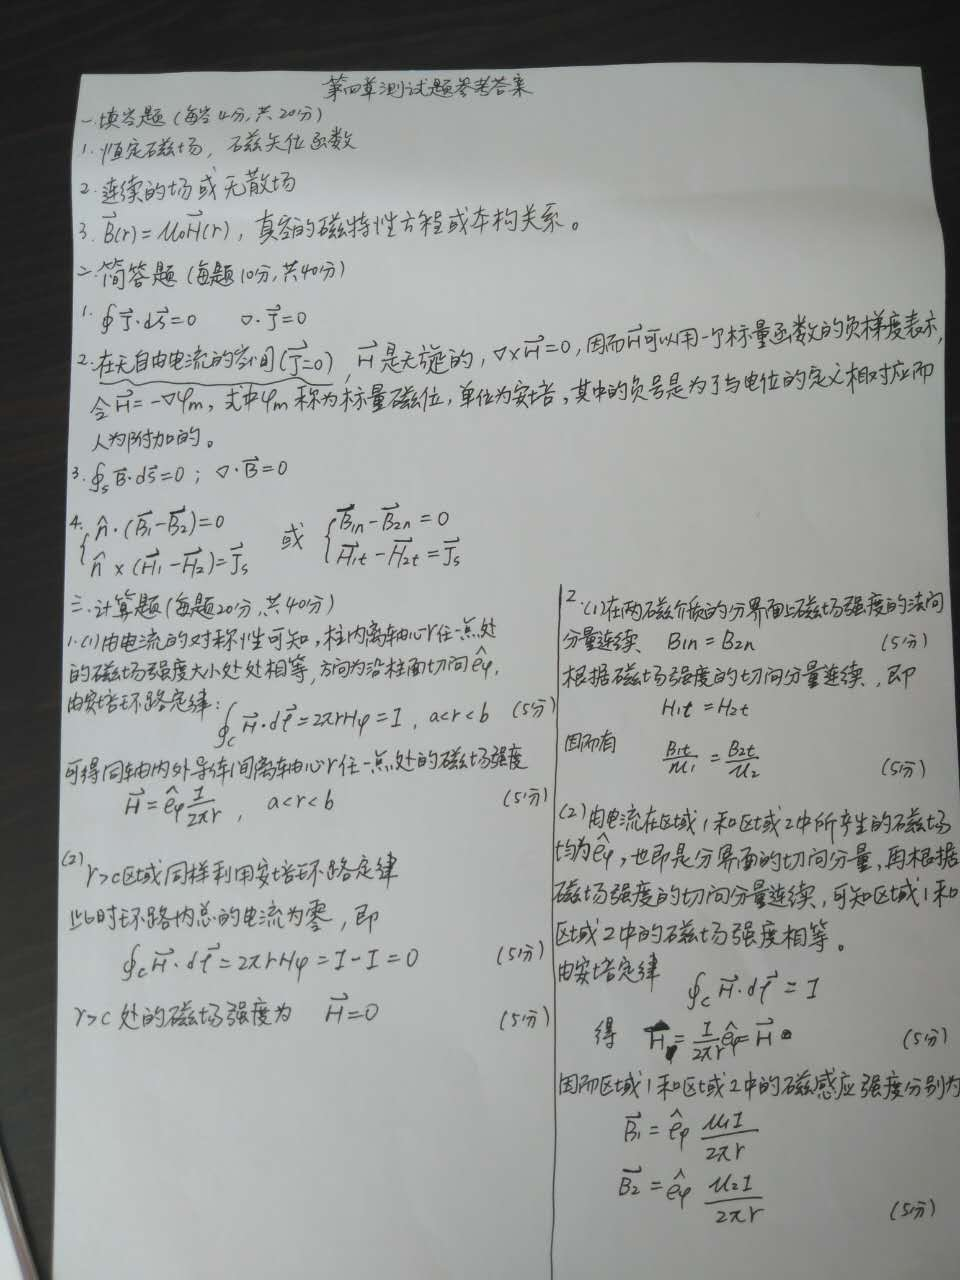 第四章测试题参考答案
一.填空题(每空4分,共20分)
1.恒定磁场,磁矢位函数
2.连续的场或无散场
3. B⃗(r)=μ₀H⃗(r),真空的磁特性方程或本构关系。
二.简答题(每题10分,共40分)
1. ∮J⃗·dS⃗=0 ∇·J⃗=0
2.在无自由电流的空间(J⃗=0),H⃗是无旋的,∇×H⃗=0,因而H⃗可以用一个标量函数的负梯度表示,
令H⃗=-∇φm,式中φm称为标量磁位,单位为安培,其中的负号是为了与电位的定义相对应而
人为附加的。
3. ∮s B⃗·dS⃗=0; ∇·B⃗=0
4. { n̂·(B⃗₁-B⃗₂)=0 或 { B⃗1n-B⃗2n=0
n̂×(H⃗₁-H⃗₂)=J⃗s H⃗1t-H⃗2t=J⃗s
三.计算题(每题20分,共40分)
1.(1)由电流的对称性可知,柱内离轴心r任一点处
的磁场强度大小处处相等,方向为沿柱面切向êφ,
由安培环路定律:
∮c H⃗·dl⃗=2πrHφ=I, a<r<b (5分)
可得同轴内外导体间离轴心r任一点处的磁场强度
H⃗=êφ I/2πr, a<r<b (5分)
(2) r>c区域同样利用安培环路定律
此时环路内总的电流为零,即
∮c H⃗·dl⃗=2πrHφ=I-I=0 (5分)
r>c处的磁场强度为 H⃗=0 (5分)
2.(1)在两磁介质的分界面上磁场强度的法向
分量连续 B1n=B2n (5分)
根据磁场强度的切向分量连续,即
H1t=H2t
因而有 B1t/μ1=B2t/μ2 (5分)
(2)由电流在区域1和区域2中所产生的磁场
均为êφ,也即是分界面的切向分量,再根据
磁场强度的切向分量连续,可知区域1和
区域2中的磁场强度相等。
由安培定律
∮c H⃗·dl⃗=I
得 H⃗=I/2πr êφ=H⃗ (5分)
因而区域1和区域2中的磁感应强度分别为
B⃗1=êφ μ1I/2πr
B⃗2=êφ μ2I/2πr (5分)